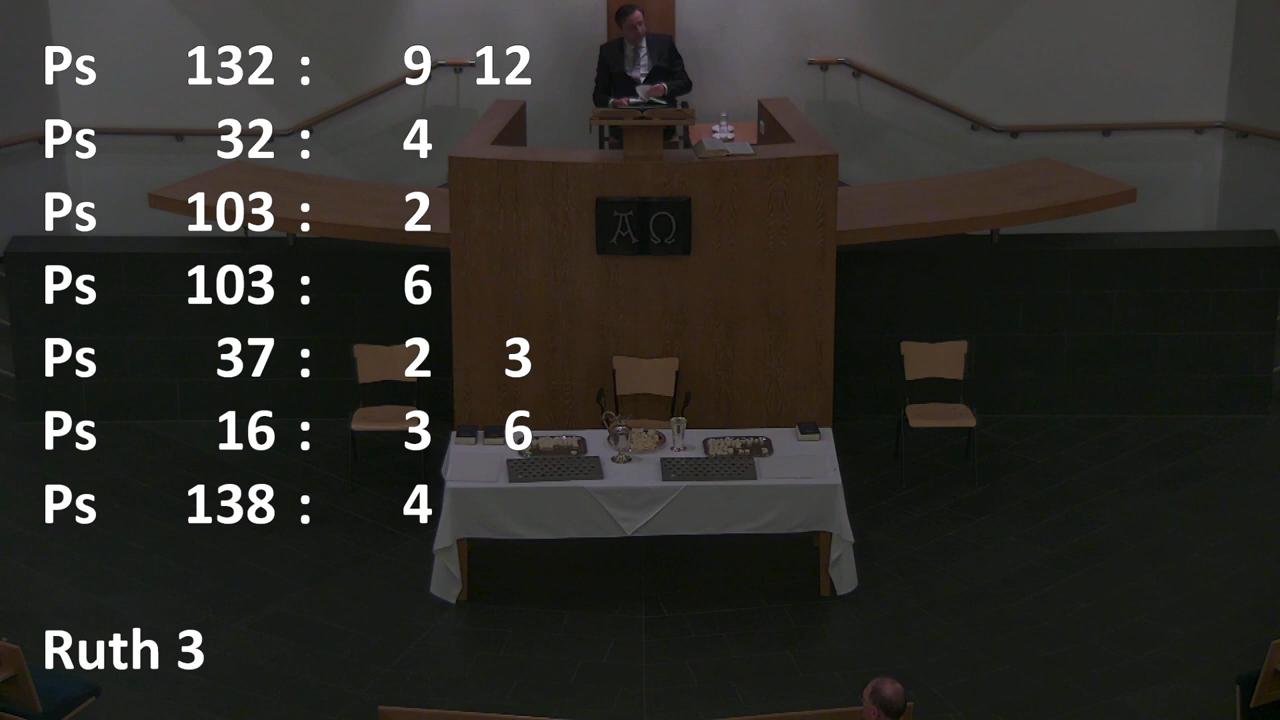 Ps 132 : 9 12
Ps 32 : 4
Ps 103 : 2
Ps 103 : 6
Ps 37 : 2 3
Ps 16 : 3 6
Ps 138 : 4
Α Ω
Ruth 3